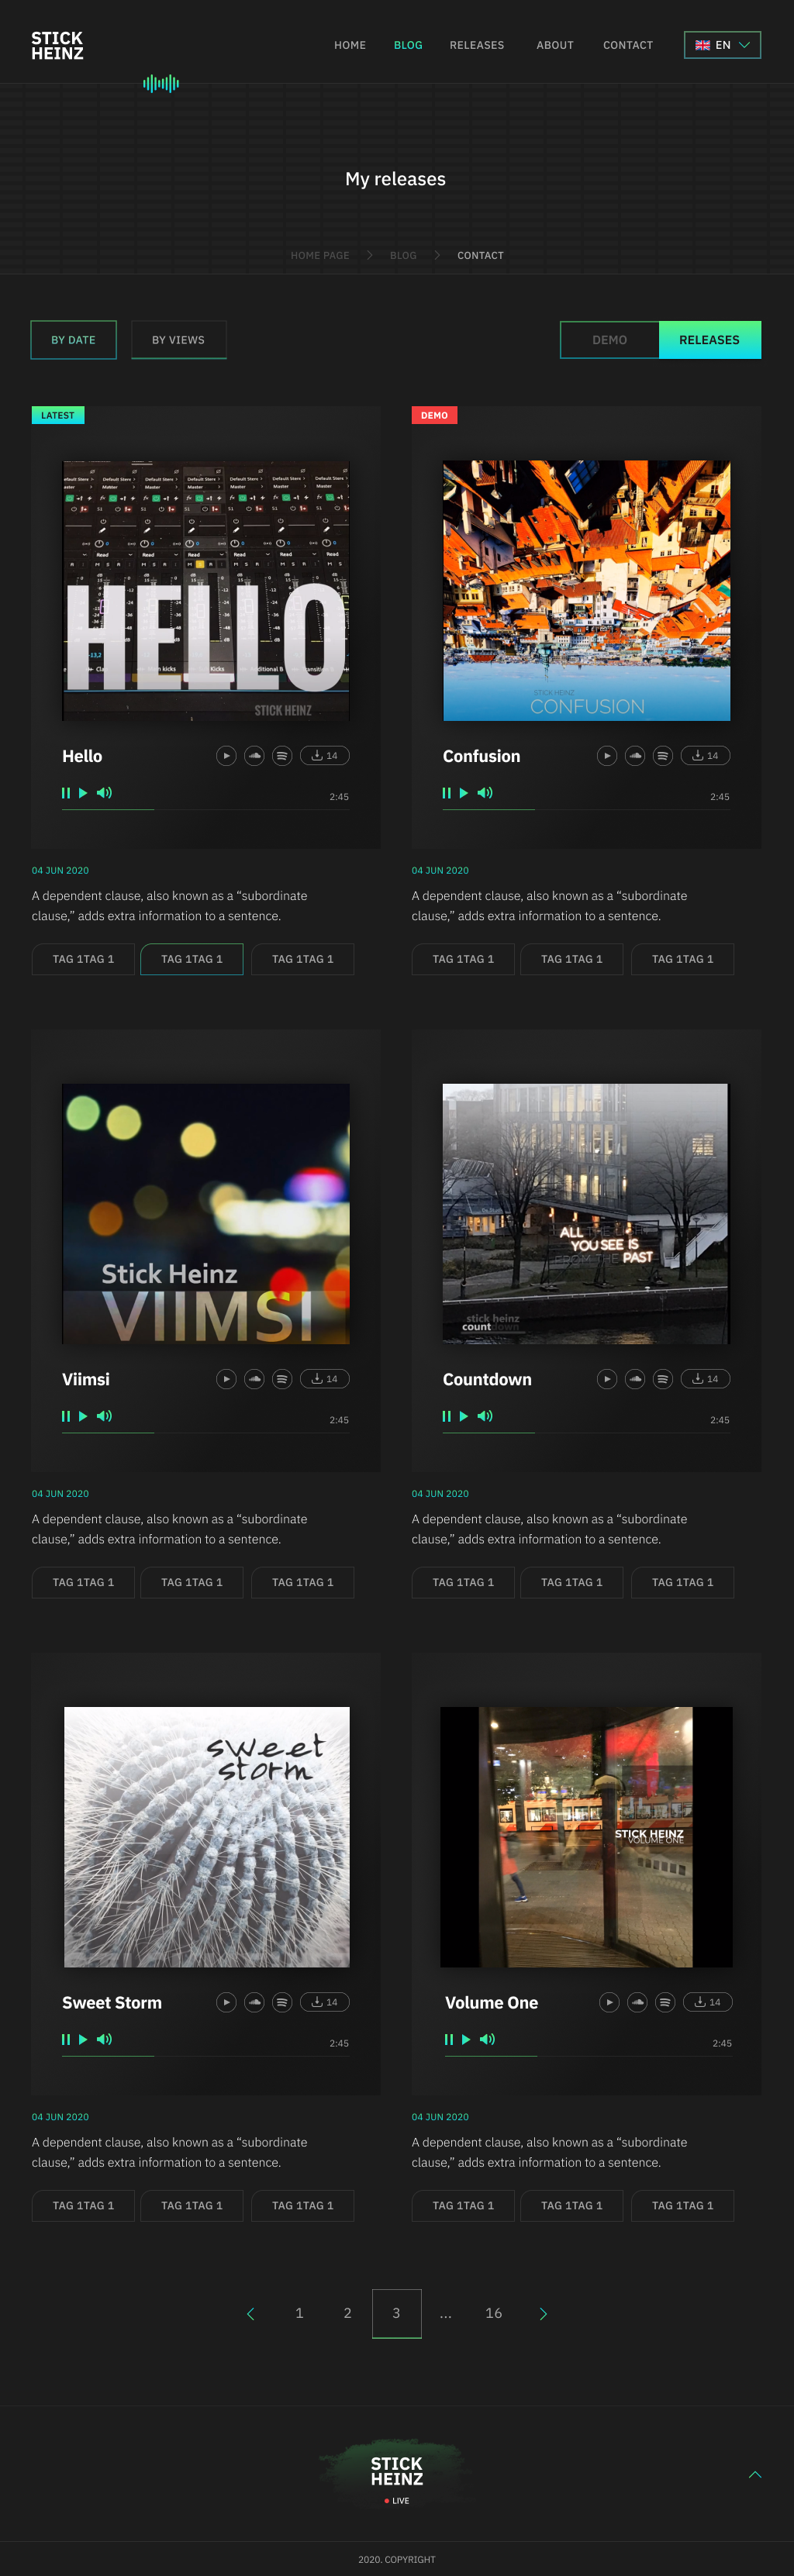 STICK
HEINZ
HOME BLOG RELEASES ABOUT CONTACT EN
My releases
HOME PAGE BLOG CONTACT
BY DATE BY VIEWS DEMO RELEASES
LATEST
HELLO
STICK HEINZ
Hello 14
2:45
04 JUN 2020
A dependent clause, also known as a “subordinate
clause,” adds extra information to a sentence.
TAG 1TAG 1 TAG 1TAG 1 TAG 1TAG 1
DEMO
STICK HEINZ
CONFUSION
Confusion 14
2:45
04 JUN 2020
A dependent clause, also known as a “subordinate
clause,” adds extra information to a sentence.
TAG 1TAG 1 TAG 1TAG 1 TAG 1TAG 1
Stick Heinz
VIIMSI
Viimsi 14
2:45
04 JUN 2020
A dependent clause, also known as a “subordinate
clause,” adds extra information to a sentence.
TAG 1TAG 1 TAG 1TAG 1 TAG 1TAG 1
ALL
YOU SEE IS
FROM THE PAST
stick heinz
countdown
Countdown 14
2:45
04 JUN 2020
A dependent clause, also known as a “subordinate
clause,” adds extra information to a sentence.
TAG 1TAG 1 TAG 1TAG 1 TAG 1TAG 1
sweet
storm
Sweet Storm 14
2:45
04 JUN 2020
A dependent clause, also known as a “subordinate
clause,” adds extra information to a sentence.
TAG 1TAG 1 TAG 1TAG 1 TAG 1TAG 1
STICK HEINZ
VOLUME ONE
Volume One 14
2:45
04 JUN 2020
A dependent clause, also known as a “subordinate
clause,” adds extra information to a sentence.
TAG 1TAG 1 TAG 1TAG 1 TAG 1TAG 1
1 2 3 ... 16
STICK
HEINZ
LIVE
2020. COPYRIGHT